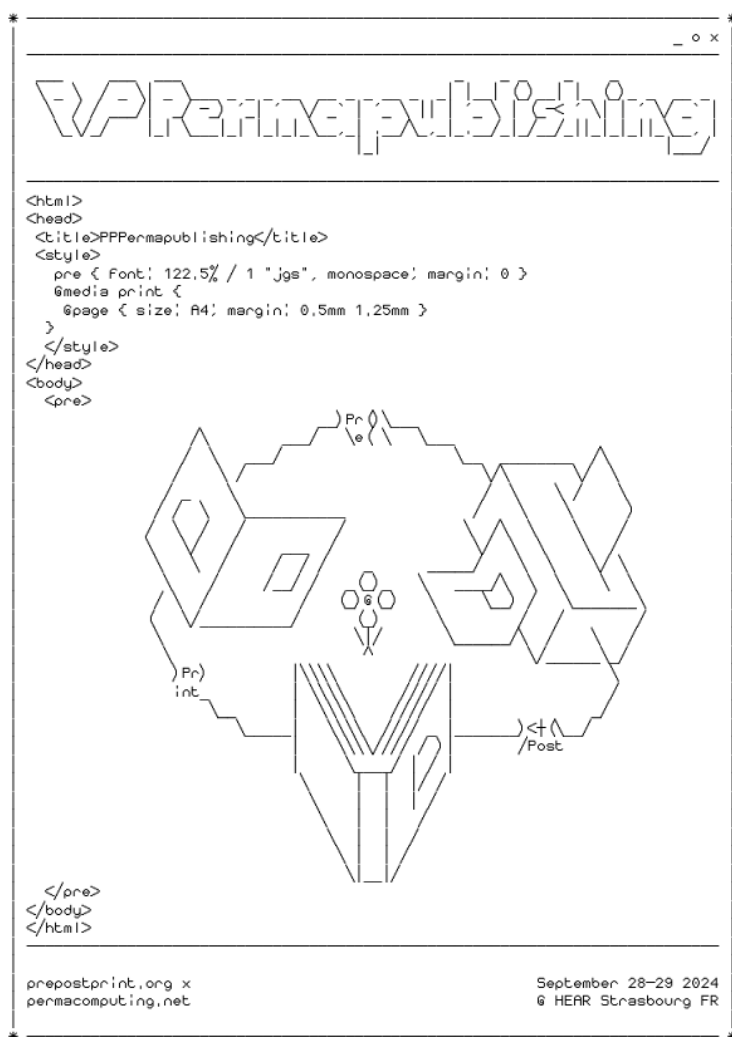 _ o x
PPPermapublishing
<html>
<head>
<title>PPPermapublishing</title>
<style>
pre { font: 122.5% / 1 "jgs", monospace; margin: 0 }
@media print {
@page { size: A4; margin: 0.5mm 1.25mm }
}
</style>
</head>
<body>
<pre>
Pr
e
P
P
P
@
Pr
int
P
<+
/Post
</pre>
</body>
</html>
prepostprint.org x
permacomputing.net
September 28–29 2024
@ HEAR Strasbourg FR